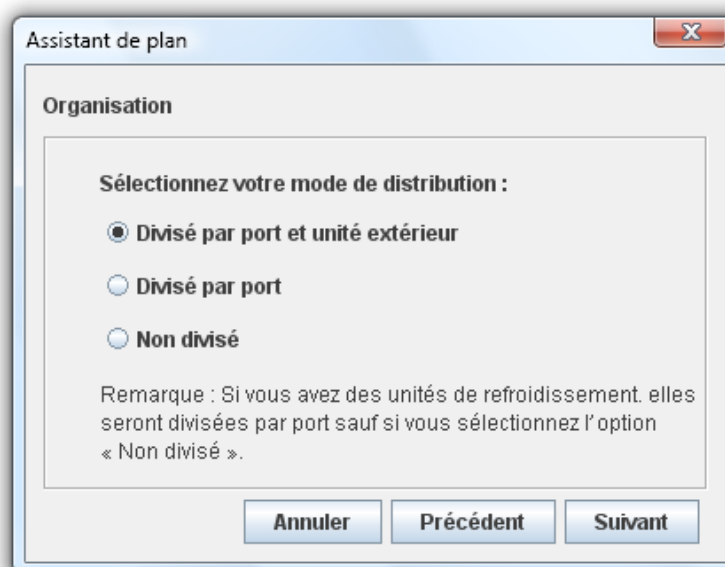 Assistant de plan
Organisation
Sélectionnez votre mode de distribution :
Divisé par port et unité extérieur
Divisé par port
Non divisé
Remarque : Si vous avez des unités de refroidissement. elles
seront divisées par port sauf si vous sélectionnez l'option
« Non divisé ».
Annuler
Précédent
Suivant